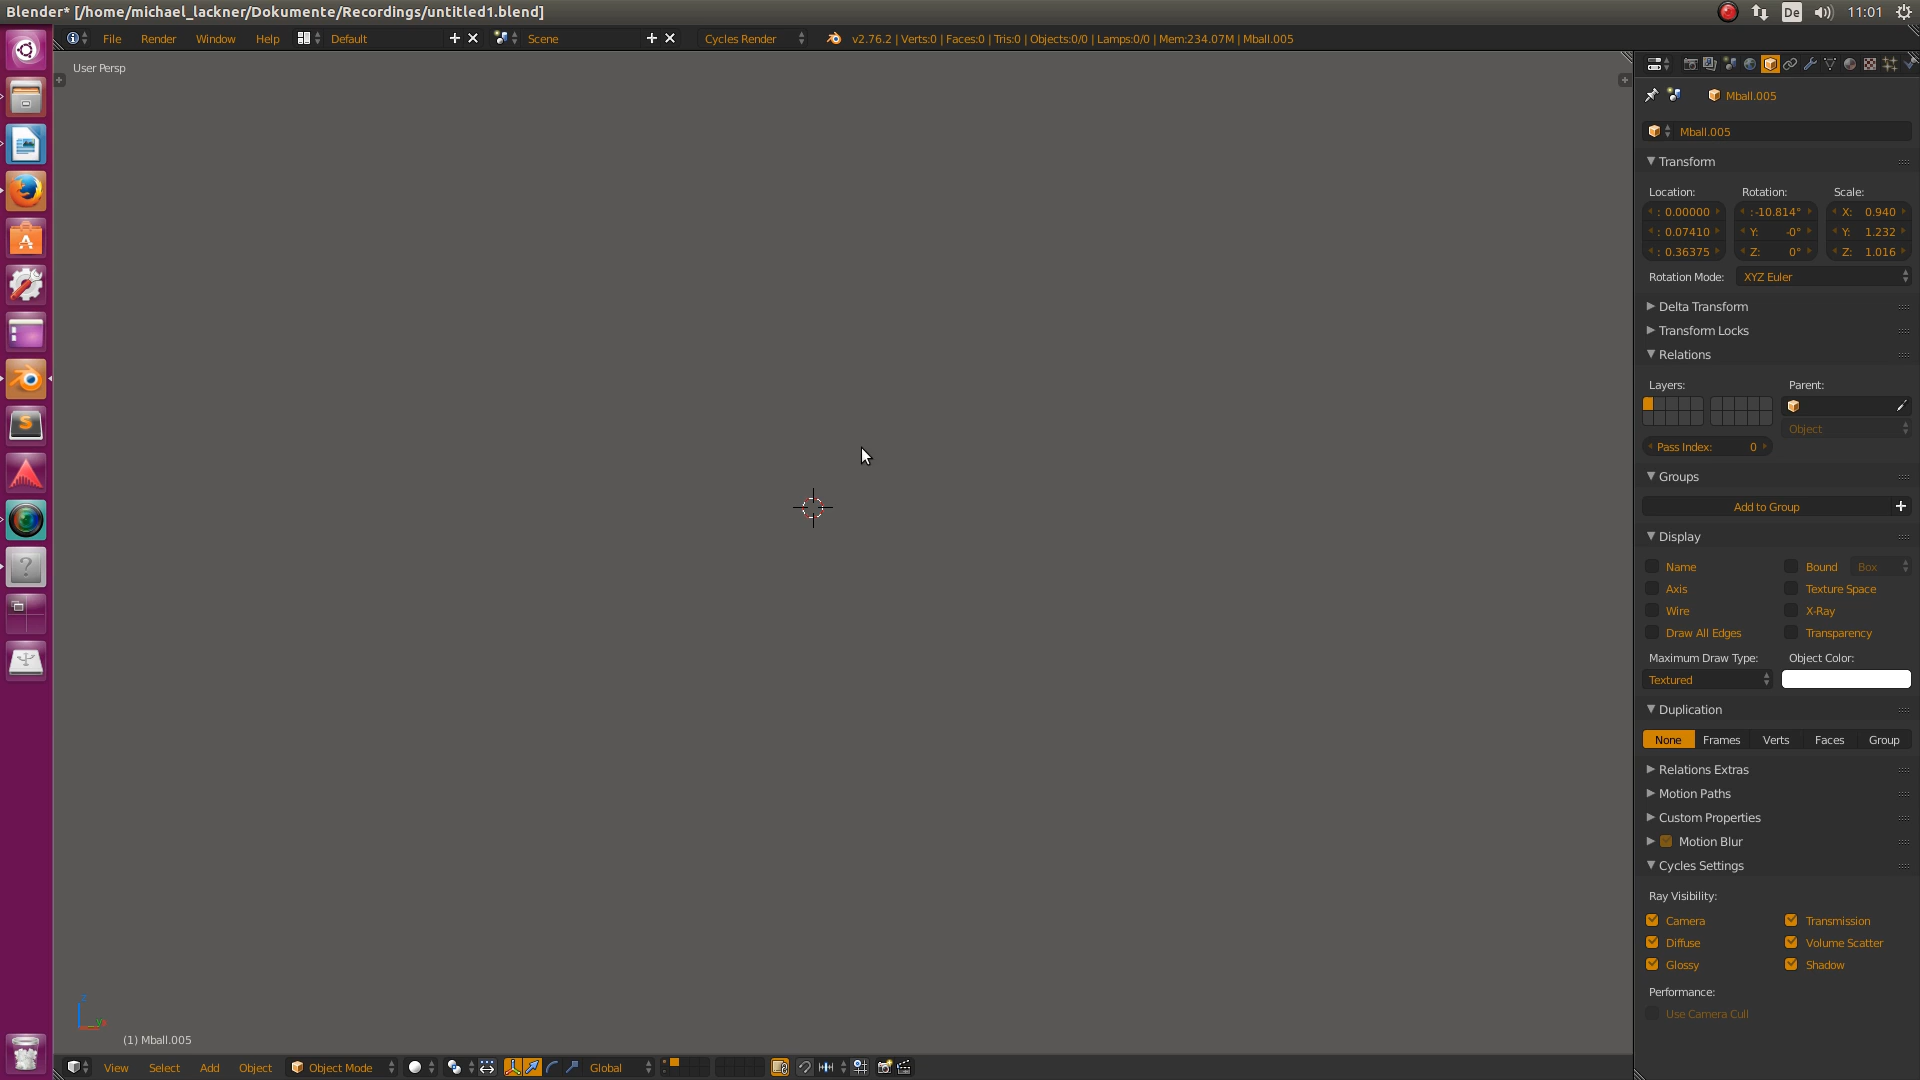 Blender* [/home/michael_lackner/Dokumente/Recordings/untitled1.blend]
De
11:01
File
Render
Window
Help
Default
Scene
Cycles Render
v2.76.2 | Verts:0 | Faces:0 | Tris:0 | Objects:0/0 | Lamps:0/0 | Mem:234.07M | Mball.005
User Persp
Mball.005
Mball.005
Transform
Location: Rotation: Scale:
: 0.00000 :-10.814° X: 0.940
: 0.07410 Y: -0° Y: 1.232
: 0.36375 Z: 0° Z: 1.016
Rotation Mode: XYZ Euler
Delta Transform
Transform Locks
Relations
Layers: Parent:
Object
Pass Index: 0
Groups
Add to Group
Display
Name Bound Box
Axis Texture Space
Wire X-Ray
Draw All Edges Transparency
Maximum Draw Type: Object Color:
Textured
Duplication
None Frames Verts Faces Group
Relations Extras
Motion Paths
Custom Properties
Motion Blur
Cycles Settings
Ray Visibility:
Camera Transmission
Diffuse Volume Scatter
Glossy Shadow
Performance:
Use Camera Cull
(1) Mball.005
View Select Add Object Object Mode Global